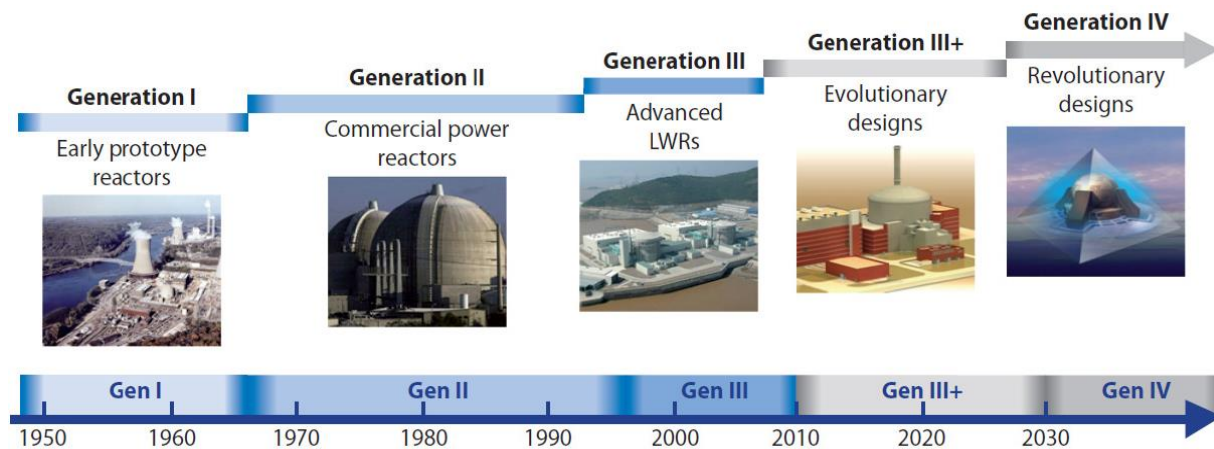 Generation I
Early prototype
reactors
Generation II
Commercial power
reactors
Generation III
Advanced
LWRs
Generation III+
Evolutionary
designs
Generation IV
Revolutionary
designs
Gen I
Gen II
Gen III
Gen III+
Gen IV
1950 1960 1970 1980 1990 2000 2010 2020 2030